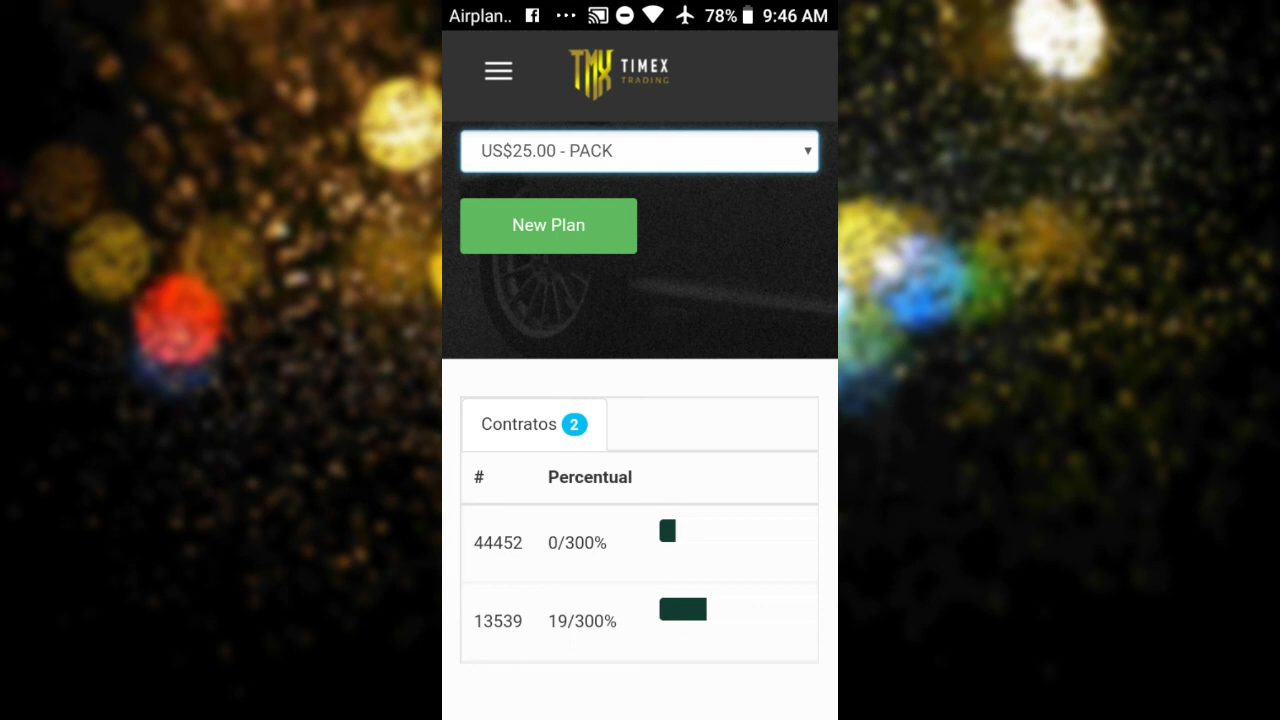 Airplan.. 78% 9:46 AM
TMX TIMEX
TRADING
US$25.00 - PACK
New Plan
Contratos 2
# Percentual
44452 0/300%
13539 19/300%